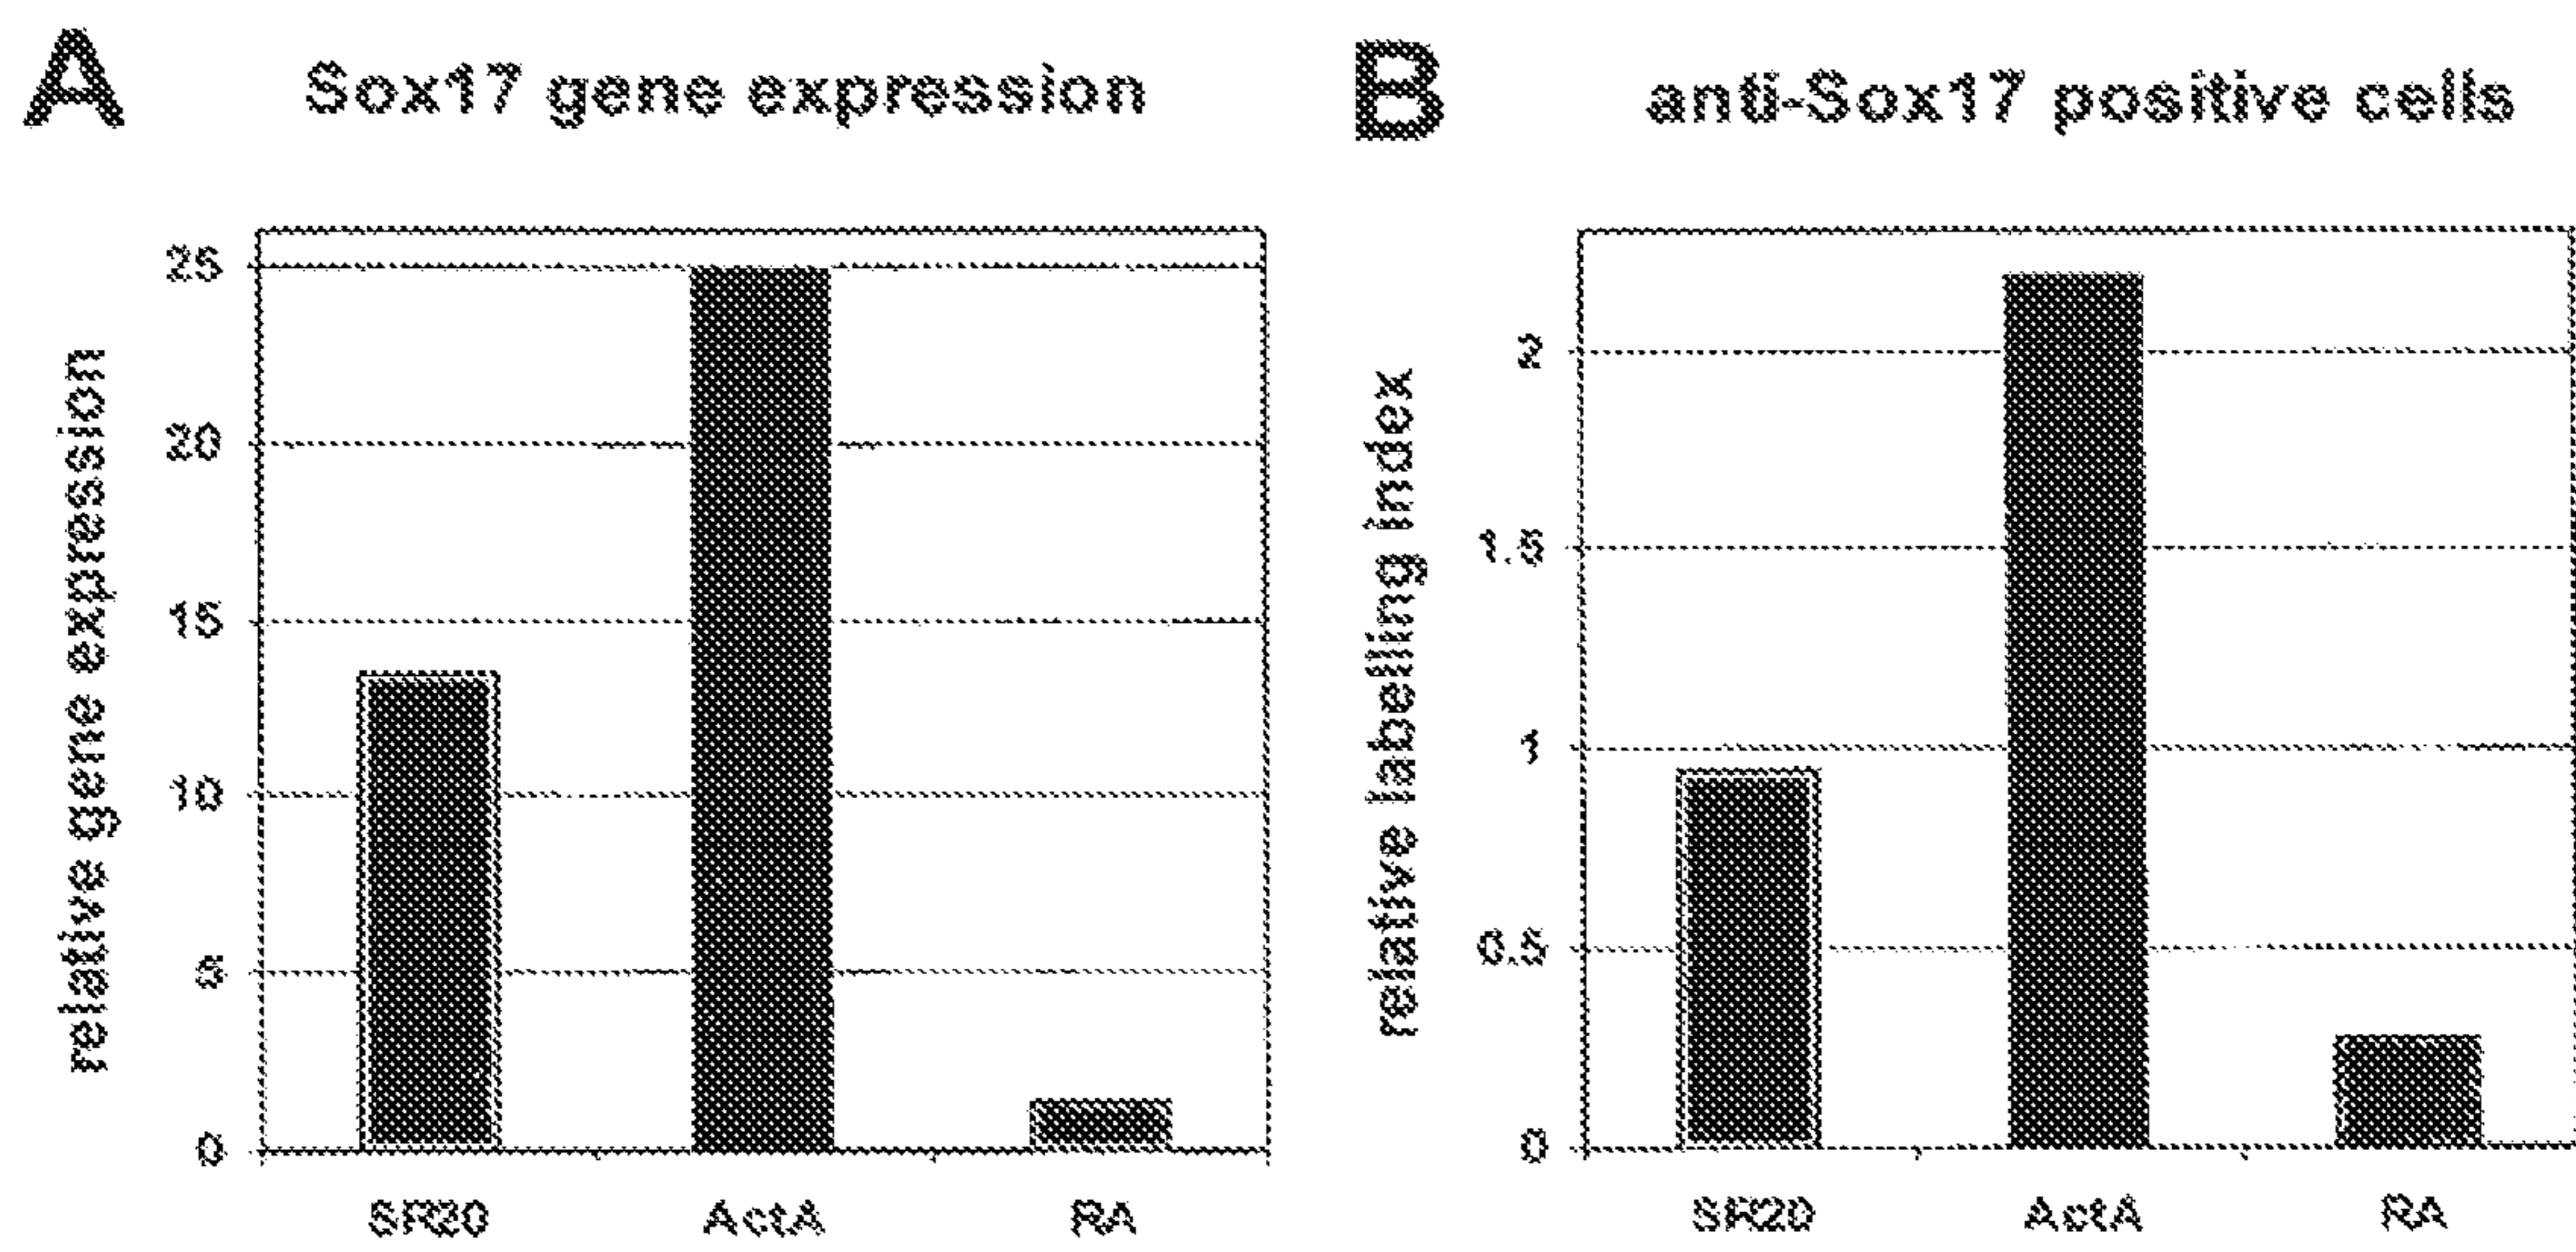 A Sox17 gene expression
relative gene expression
25
20
15
10
5
0
SR20 ActA RA
B anti-Sox17 positive cells
relative labelling index
2
1.5
1
0.5
0
SR20 ActA RA